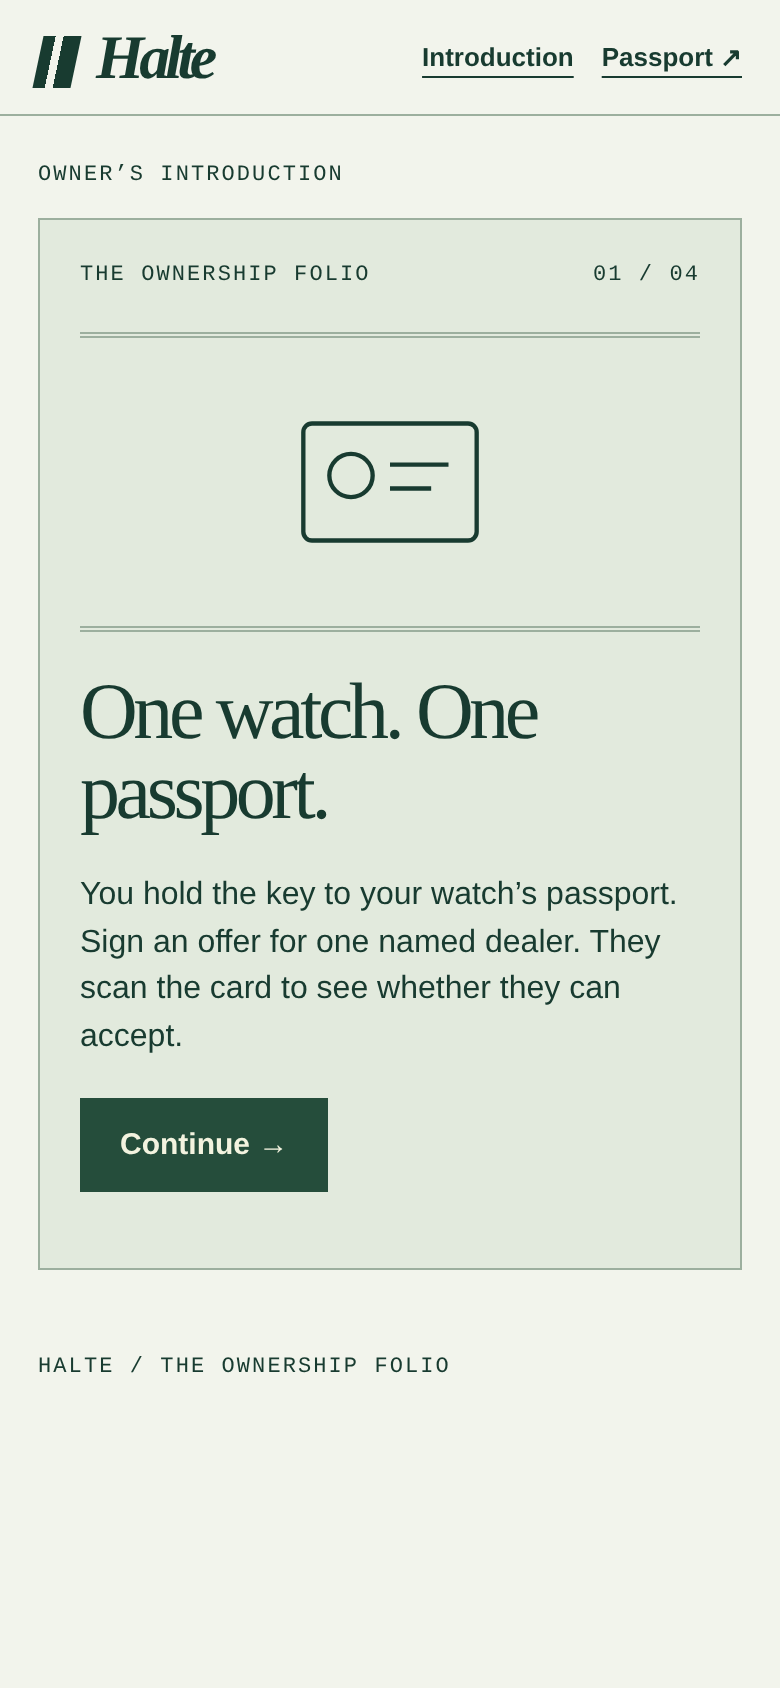 Halte
Introduction
Passport ↗
OWNER’S INTRODUCTION
THE OWNERSHIP FOLIO
01 / 04
One watch. One
passport.
You hold the key to your watch’s passport.
Sign an offer for one named dealer. They
scan the card to see whether they can
accept.
Continue →
HALTE / THE OWNERSHIP FOLIO